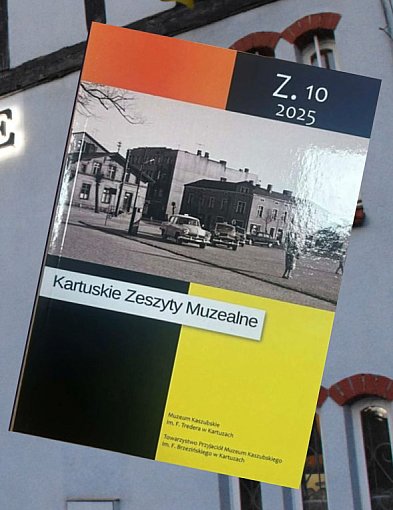 E
Z. 10
2025
Kartuskie Zeszyty Muzealne
Muzeum Kaszubskie
Im. F. Tredera w Kartuzach
Towarzystwo Przyjaciół Muzeum Kaszubskiego
Im. F. Brzezińskiego w Kartuzach